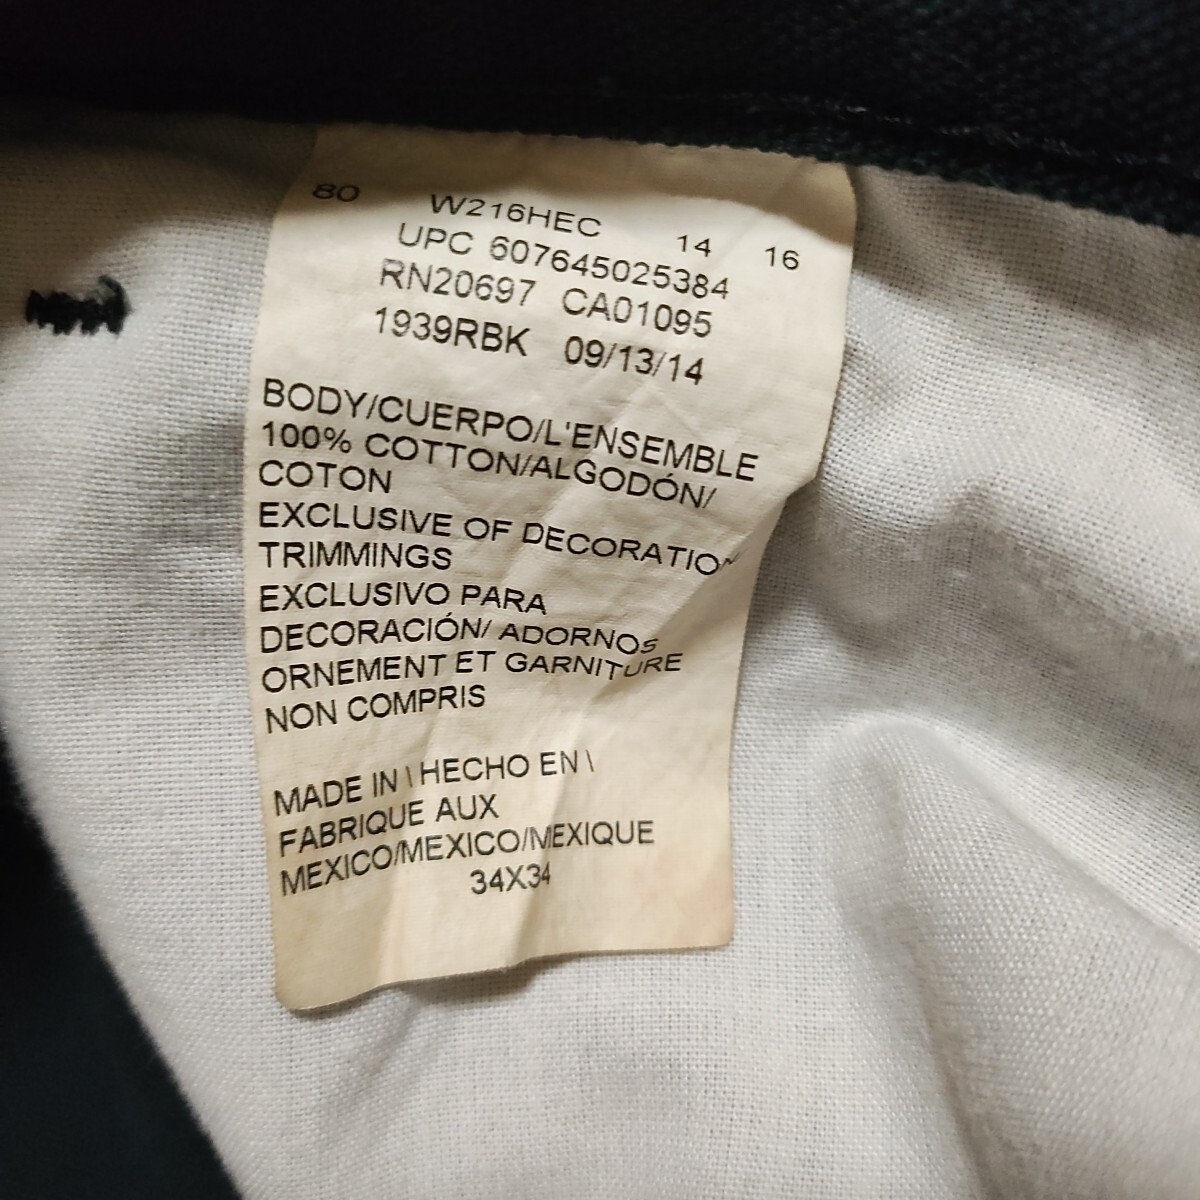 80 W216HEC 14 16
UPC 607645025384
RN20697 CA01095
1939RBK 09/13/14
BODY/CUERPO/L'ENSEMBLE
100% COTTON/ALGODÓN/
COTON
EXCLUSIVE OF DECORATION
TRIMMINGS
EXCLUSIVO PARA
DECORACIÓN/ ADORNOS
ORNEMENT ET GARNITURE
NON COMPRIS
MADE IN \ HECHO EN \
FABRIQUE AUX
MEXICO/MEXICO/MEXIQUE
34X34